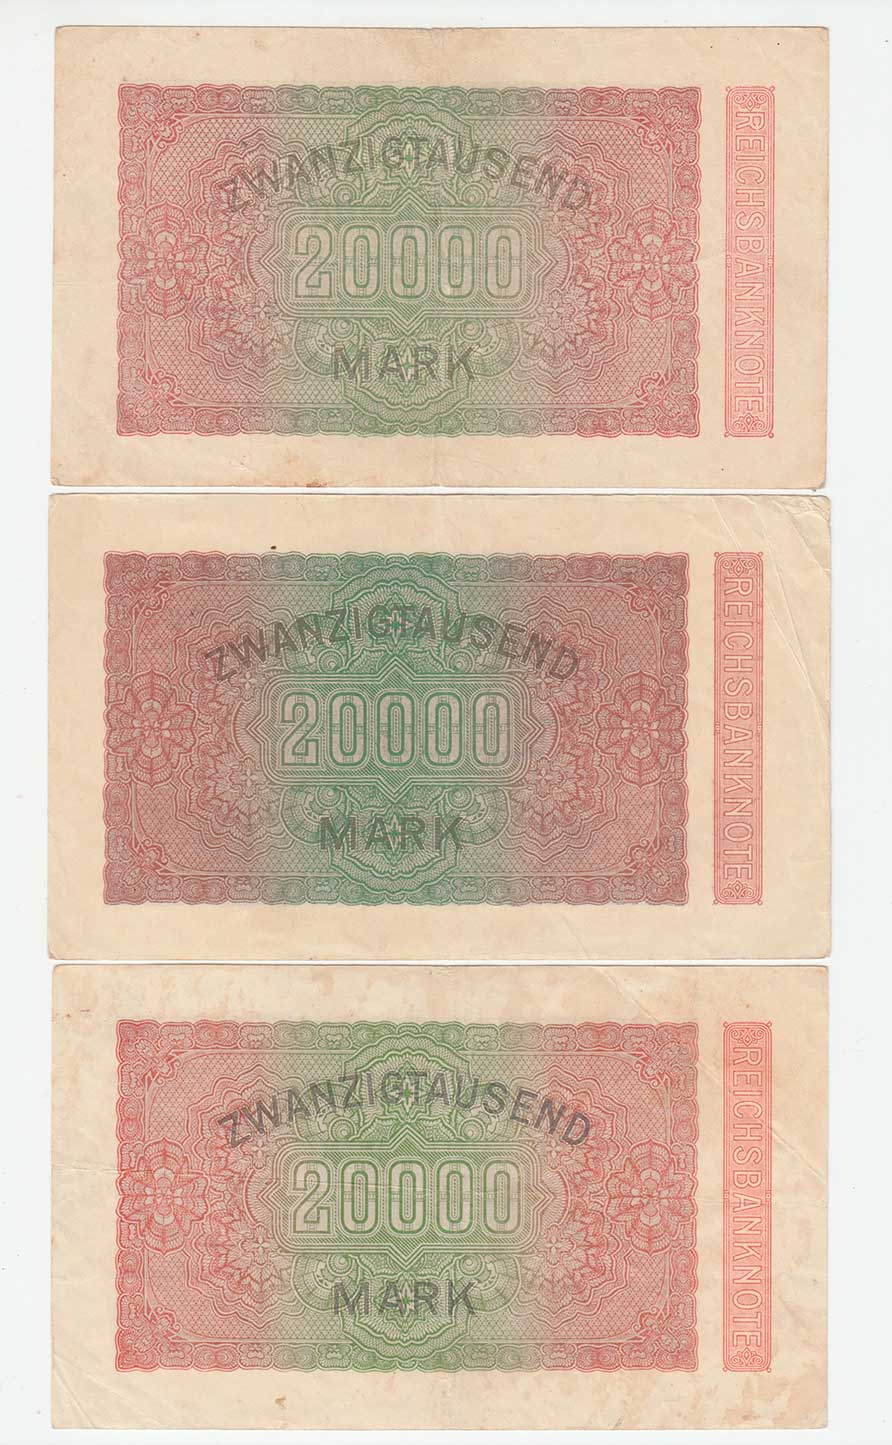 ZWANZIGTAUSEND
20000
MARK
REICHSBANKNOTE
ZWANZIGTAUSEND
20000
MARK
REICHSBANKNOTE
ZWANZIGTAUSEND
20000
MARK
REICHSBANKNOTE